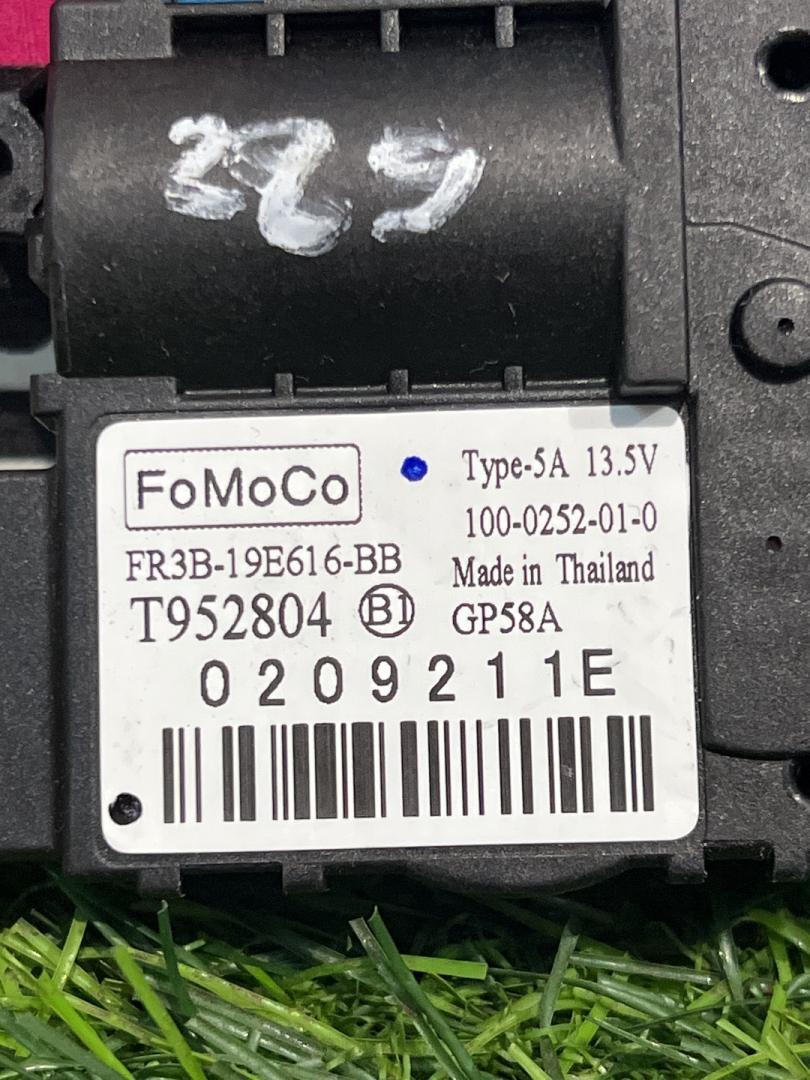 FoMoCo
Type-5A 13.5V
100-0252-01-0
FR3B-19E616-BB
Made in Thailand
T952804 B1
GP58A
0209211E